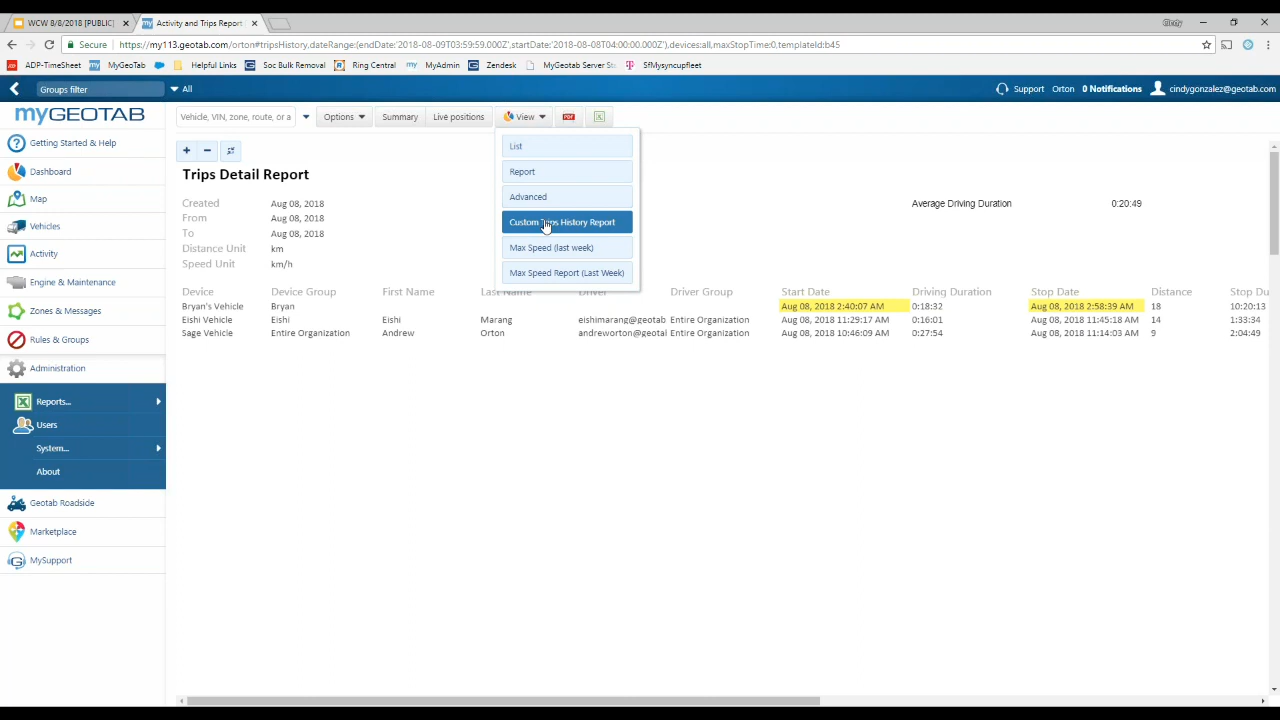 WCW 8/8/2018 [PUBLIC]
Activity and Trips Report
Cindy
Secure
https://my113.geotab.com/orton#tripsHistory,dateRange:(endDate:'2018-08-09T03:59:59.000Z',startDate:'2018-08-08T04:00:00.000Z'),devices:all,maxStopTime:0,templateId:b45
ADP-TimeSheet MyGeoTab Helpful Links Soc Bulk Removal Ring Central MyAdmin Zendesk MyGeotab Server Sta SfMysyncupfleet
Groups filter All Support Orton 0 Notifications cindygonzalez@geotab.com
myGEOTAB
Vehicle, VIN, zone, route, or a Options Summary Live positions View PDF
Getting Started & Help
Dashboard
Map
Vehicles
Activity
Engine & Maintenance
Zones & Messages
Rules & Groups
Administration
Reports...
Users
System...
About
Geotab Roadside
Marketplace
MySupport
List
Report
Advanced
Custom Trips History Report
Max Speed (last week)
Max Speed Report (Last Week)
Trips Detail Report
Created Aug 08, 2018 Average Driving Duration 0:20:49
From Aug 08, 2018
To Aug 08, 2018
Distance Unit km
Speed Unit km/h
Device Device Group First Name Last Name Driver Driver Group Start Date Driving Duration Stop Date Distance Stop Du
Bryan's Vehicle Bryan Aug 08, 2018 2:40:07 AM 0:18:32 Aug 08, 2018 2:58:39 AM 18 10:20:13
Eishi Vehicle Eishi Eishi Marang eishimarang@geotab Entire Organization Aug 08, 2018 11:29:17 AM 0:16:01 Aug 08, 2018 11:45:18 AM 14 1:33:34
Sage Vehicle Entire Organization Andrew Orton andreworton@geotal Entire Organization Aug 08, 2018 10:46:09 AM 0:27:54 Aug 08, 2018 11:14:03 AM 9 2:04:49